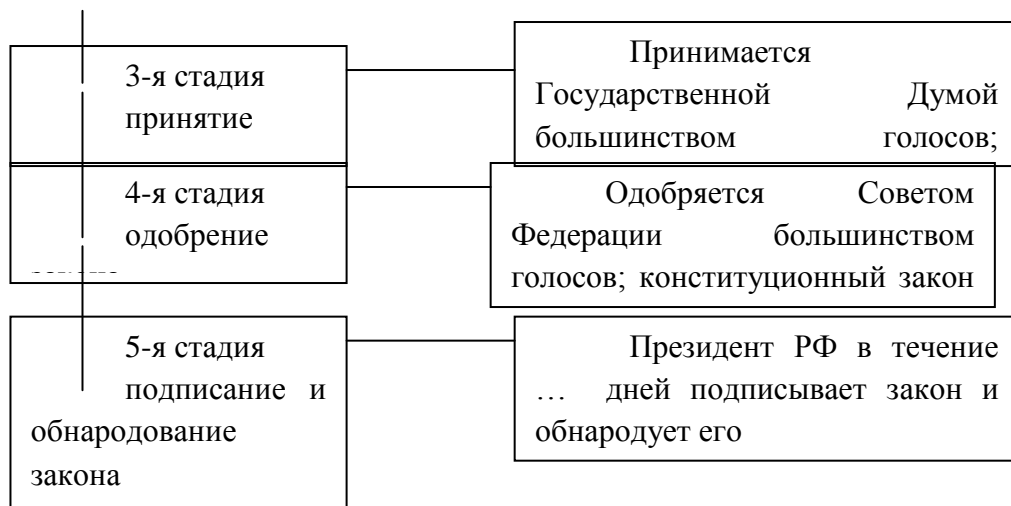 3-я стадия
принятие
Принимается
Государственной Думой
большинством голосов;
4-я стадия
одобрение
Одобряется Советом
Федерации большинством
голосов; конституционный закон
5-я стадия
подписание и
обнародование
закона
Президент РФ в течение
… дней подписывает закон и
обнародует его